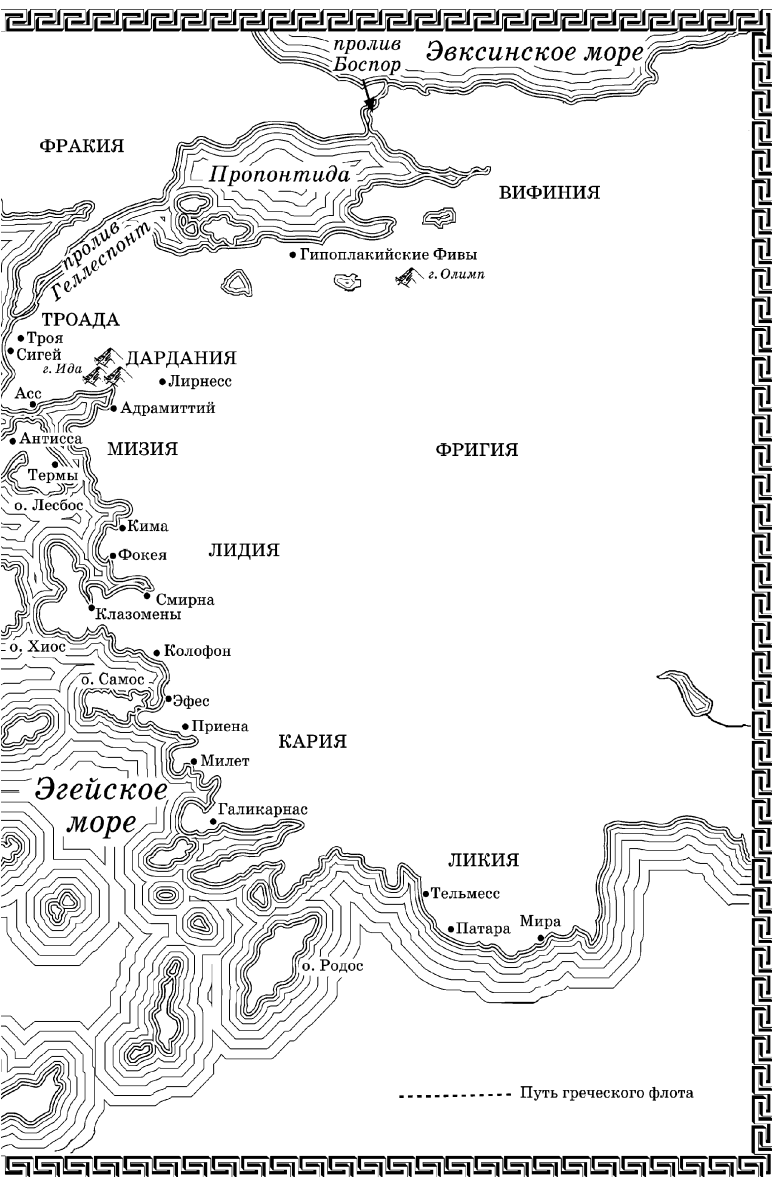 пролив
Боспор
Эвксинское море
ФРАКИЯ
Пропонтида
ВИФИНИЯ
пролив
Геллеспонт
Гипоплакийские Фивы
г. Олимп
ТРОАДА
Троя
Сигей
г. Ида
ДАРДАНИЯ
Лирнесс
Асс
Адрамиттий
Антисса
МИЗИЯ
ФРИГИЯ
Термы
о. Лесбос
Кима
Фокея
ЛИДИЯ
Смирна
Клазомены
о. Хиос
Колофон
о. Самос
Эфес
Приена
КАРИЯ
Милет
Эгейское
море
Галикарнас
ЛИКИЯ
Тельмесс
Патара
Мира
о. Родос
Путь греческого флота